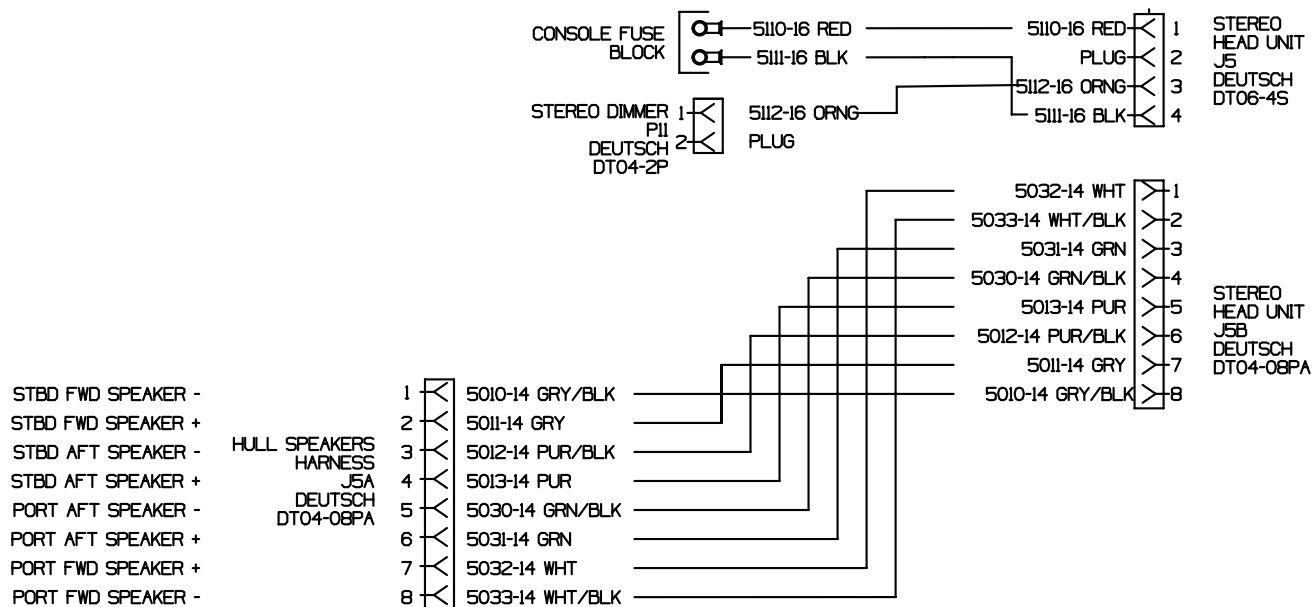 CONSOLE FUSE
BLOCK
5110-16 RED
5111-16 BLK
5110-16 RED
PLUG
5112-16 ORNG
5111-16 BLK
1
2
3
4
STEREO
HEAD UNIT
J5
DEUTSCH
DT06-4S
STEREO DIMMER
P11
DEUTSCH
DT04-2P
1
2
5112-16 ORNG
PLUG
5032-14 WHT 1
5033-14 WHT/BLK 2
5031-14 GRN 3
5030-14 GRN/BLK 4
5013-14 PUR 5
5012-14 PUR/BLK 6
5011-14 GRY 7
5010-14 GRY/BLK 8
STEREO
HEAD UNIT
J5B
DEUTSCH
DT04-08PA
STBD FWD SPEAKER -
STBD FWD SPEAKER +
STBD AFT SPEAKER -
STBD AFT SPEAKER +
PORT AFT SPEAKER -
PORT AFT SPEAKER +
PORT FWD SPEAKER +
PORT FWD SPEAKER -
HULL SPEAKERS
HARNESS
J5A
DEUTSCH
DT04-08PA
1 5010-14 GRY/BLK
2 5011-14 GRY
3 5012-14 PUR/BLK
4 5013-14 PUR
5 5030-14 GRN/BLK
6 5031-14 GRN
7 5032-14 WHT
8 5033-14 WHT/BLK